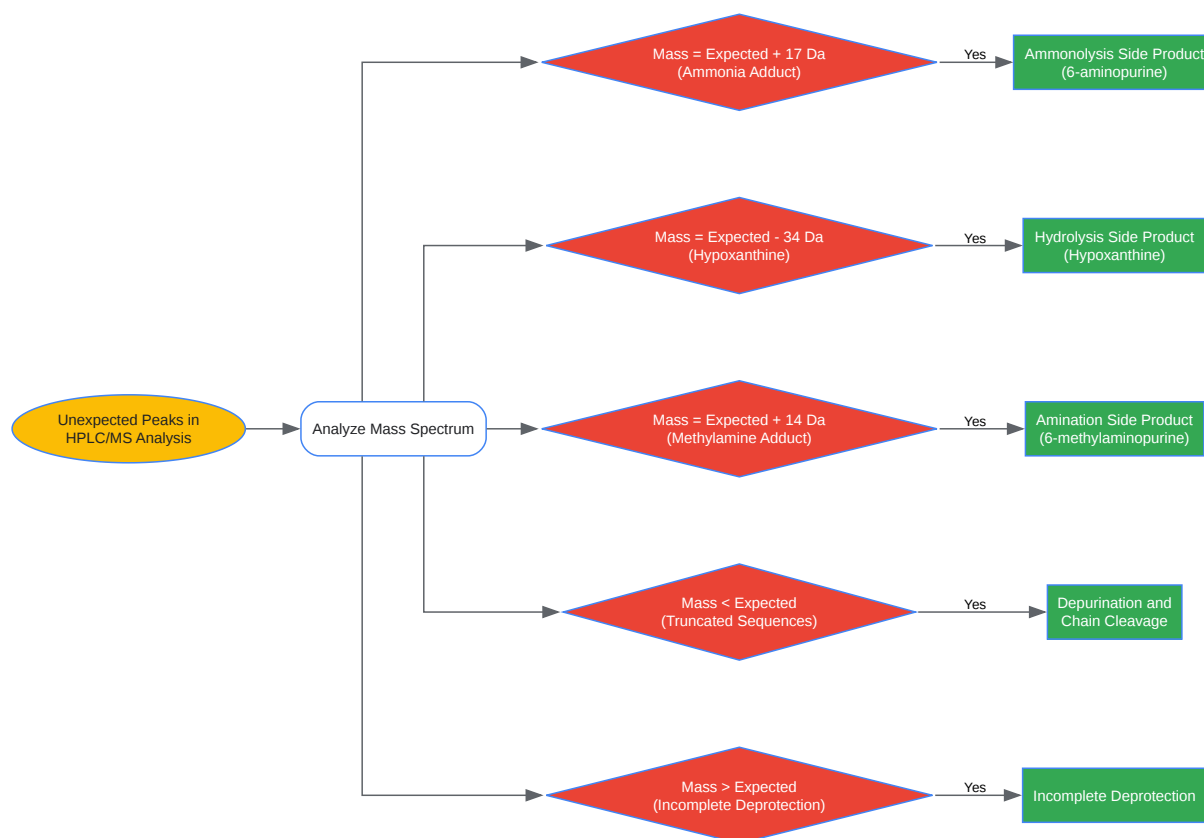 Mass = Expected + 17 Da
(Ammonia Adduct)
Yes
Ammonolysis Side Product
(6-aminopurine)
Mass = Expected - 34 Da
(Hypoxanthine)
Yes
Hydrolysis Side Product
(Hypoxanthine)
Unexpected Peaks in
HPLC/MS Analysis
Analyze Mass Spectrum
Mass = Expected + 14 Da
(Methylamine Adduct)
Yes
Amination Side Product
(6-methylaminopurine)
Mass < Expected
(Truncated Sequences)
Yes
Depurination and
Chain Cleavage
Mass > Expected
(Incomplete Deprotection)
Yes
Incomplete Deprotection